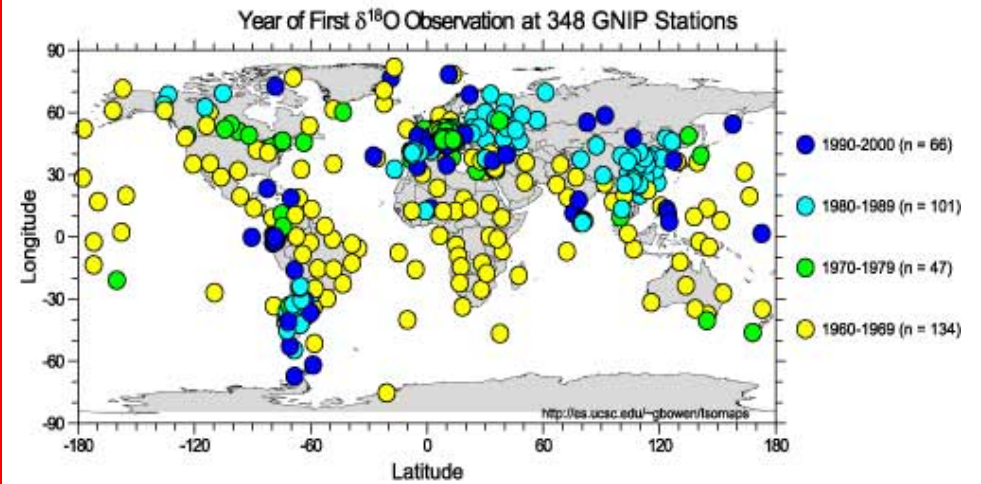 Year of First δ18O Observation at 348 GNIP Stations
90
60
30
0
-30
-60
-90
Longitude
-180
-120
-60
0
60
120
180
Latitude
http://es.ucsc.edu/~gbowen/Isomaps
1990-2000 (n = 66)
1980-1989 (n = 101)
1970-1979 (n = 47)
1960-1969 (n = 134)